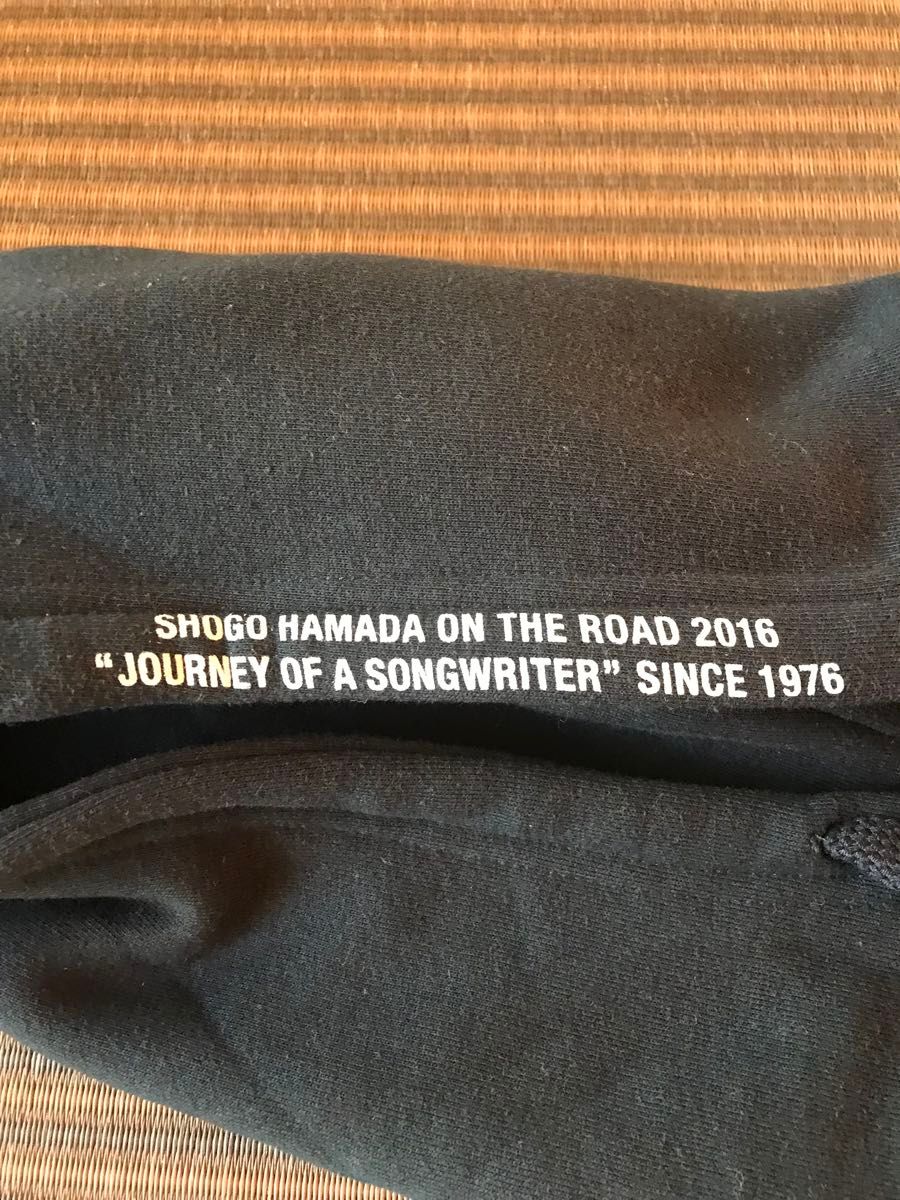 SHOGO HAMADA ON THE ROAD 2016
“JOURNEY OF A SONGWRITER” SINCE 1976